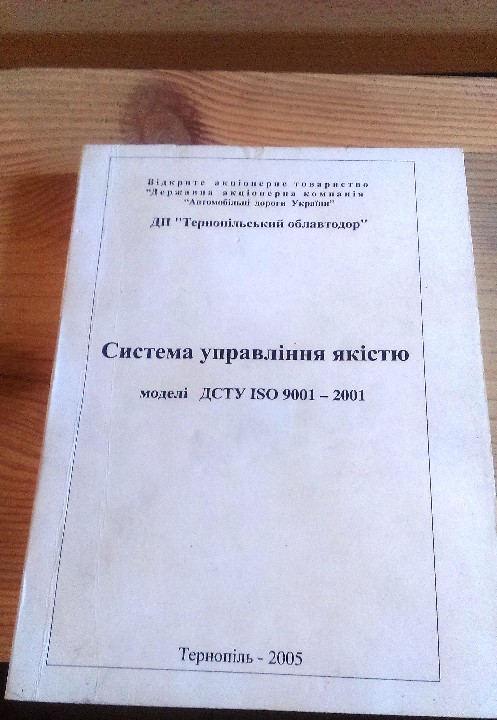 Відкрите акціонерне товариство
"Державна акціонерна компанія
"Автомобільні дороги України"
ДП "Тернопільський облавтодор"
Система управління якістю
моделі ДСТУ ISO 9001 – 2001
Тернопіль - 2005